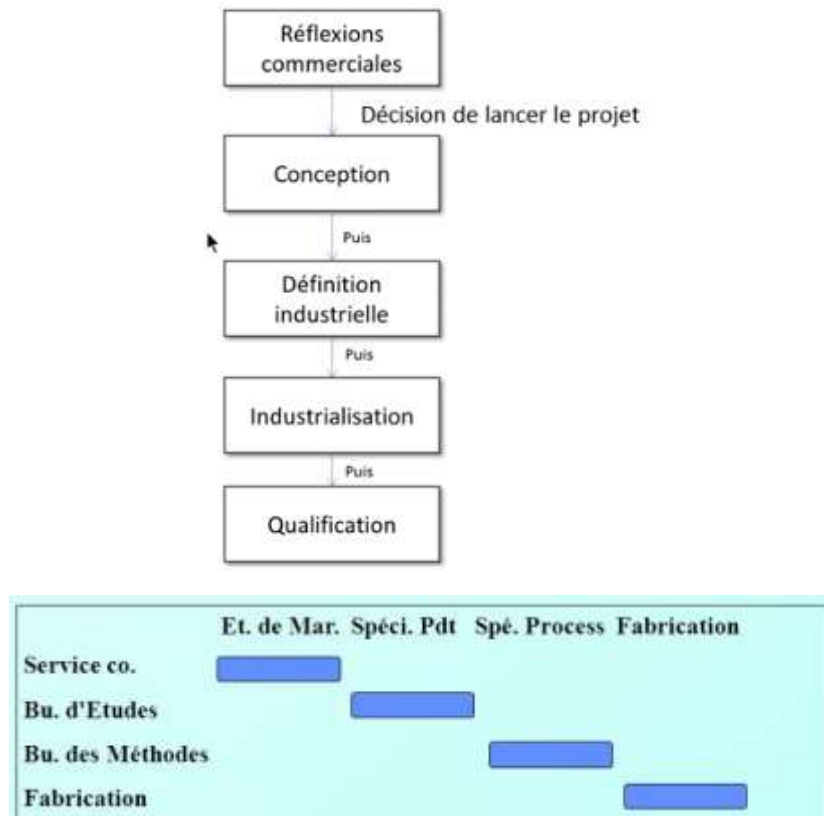 Réflexions
commerciales
Décision de lancer le projet
Conception
Puis
Définition
industrielle
Puis
Industrialisation
Puis
Qualification
Et. de Mar. Spéci. Pdt Spé. Process Fabrication
Service co.
Bu. d'Etudes
Bu. des Méthodes
Fabrication